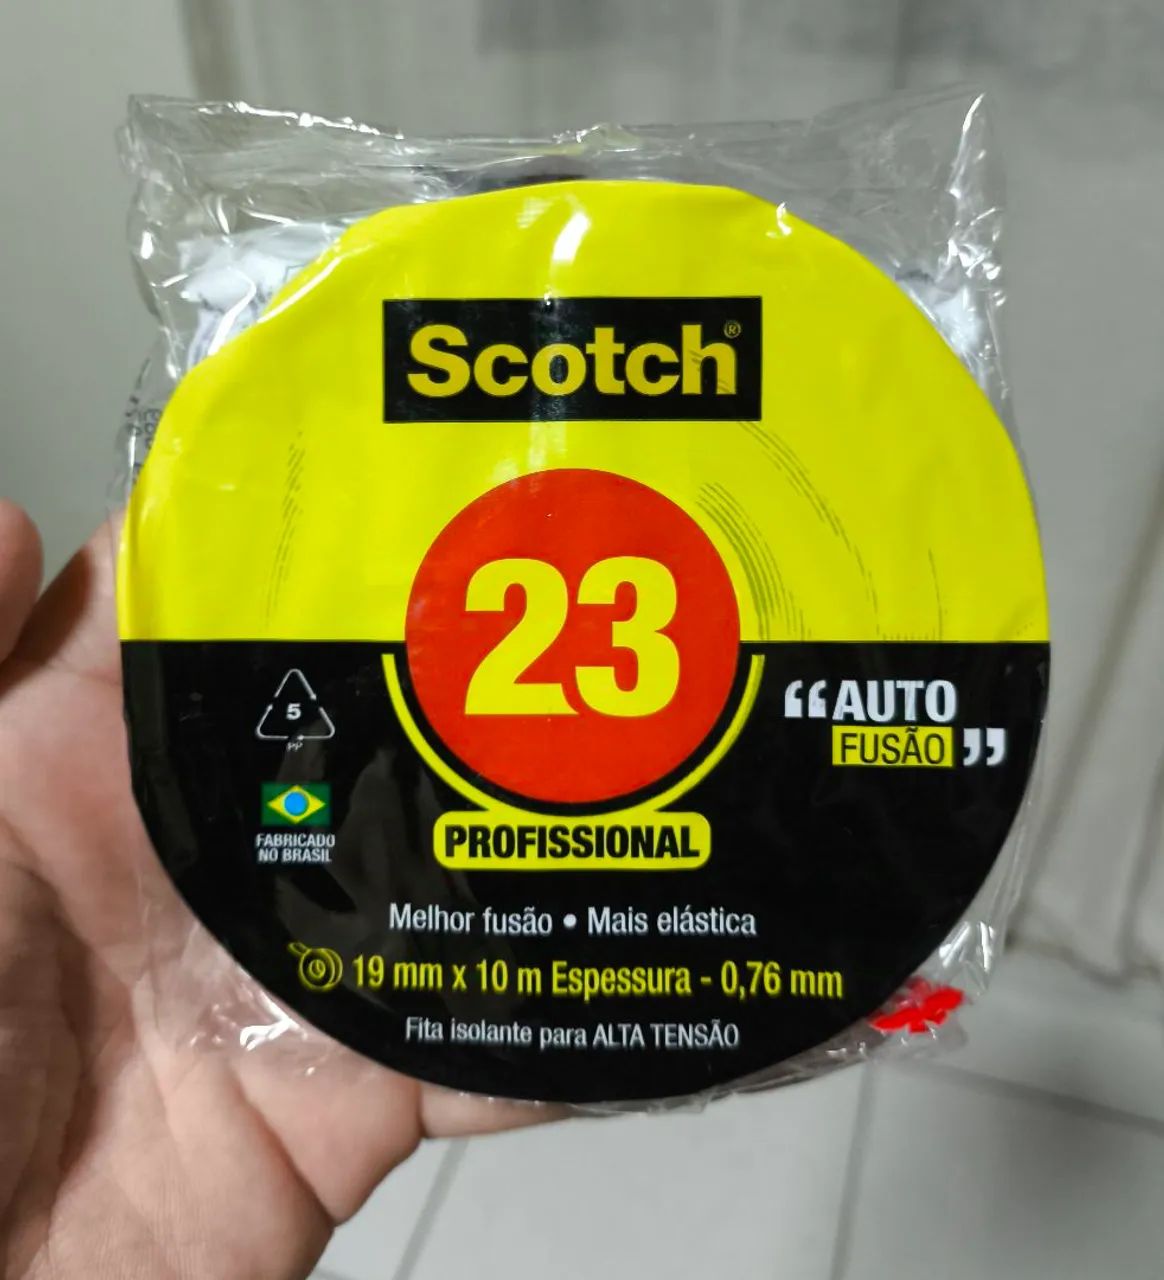 Scotch®
23
PROFISSIONAL
“AUTO
FUSÃO”
5
PP
FABRICADO
NO BRASIL
Melhor fusão • Mais elástica
19 mm x 10 m Espessura - 0,76 mm
Fita isolante para ALTA TENSÃO